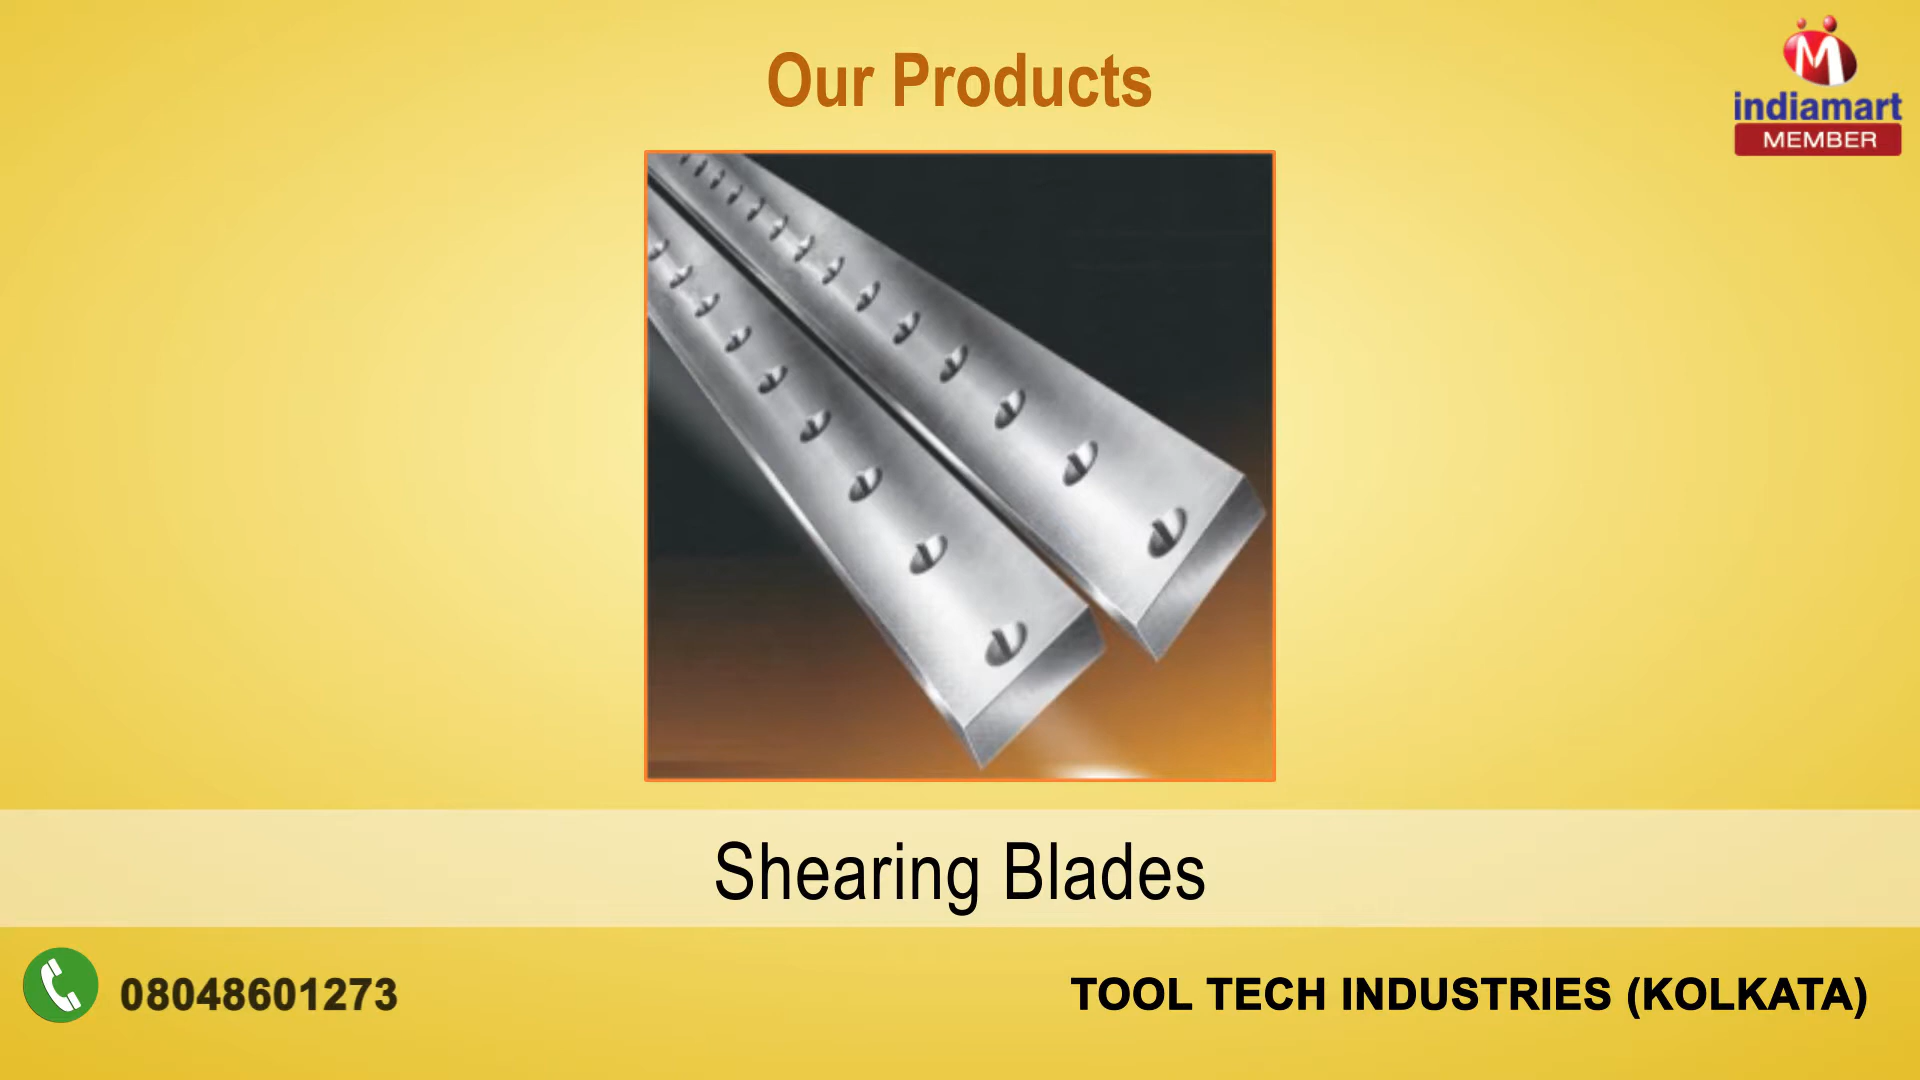 Our Products
indiamart
MEMBER
Shearing Blades
08048601273
TOOL TECH INDUSTRIES (KOLKATA)